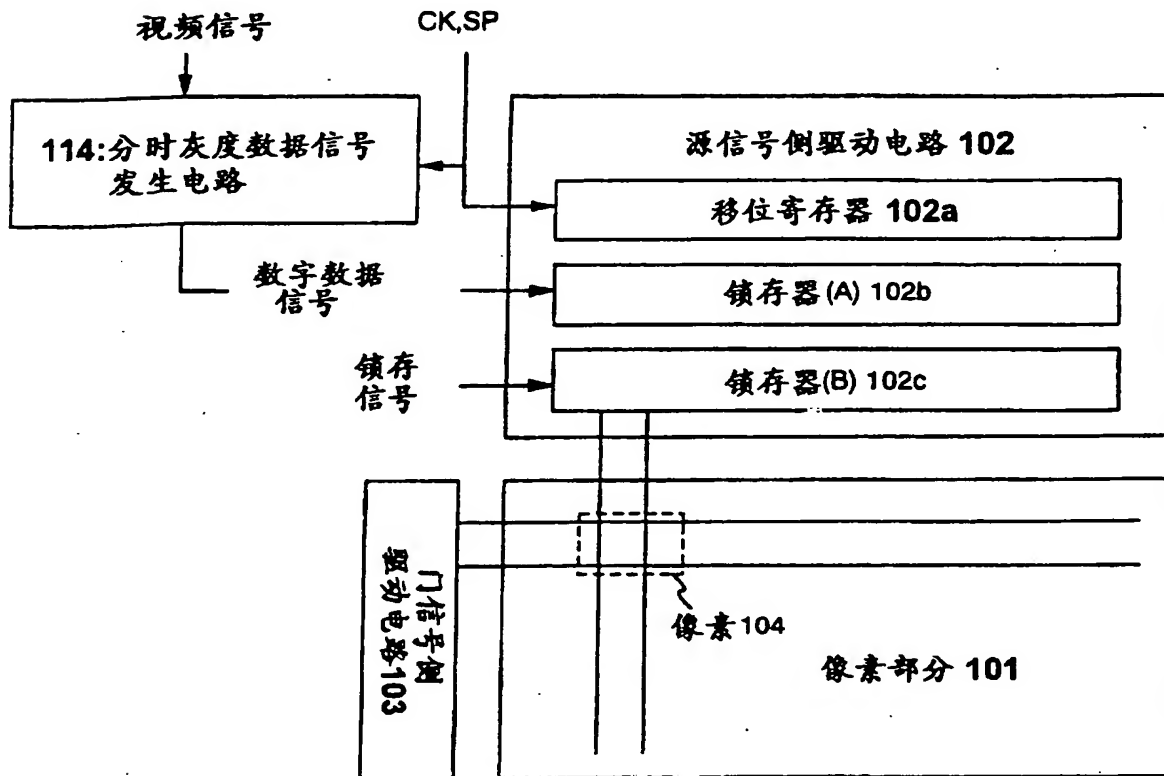 视频信号
CK,SP
114:分时灰度数据信号
发生电路
源信号侧驱动电路 102
移位寄存器 102a
数字数据
信号
锁存器(A) 102b
锁存
信号
锁存器(B) 102c
门信号侧
驱动电路103
像素104
像素部分 101